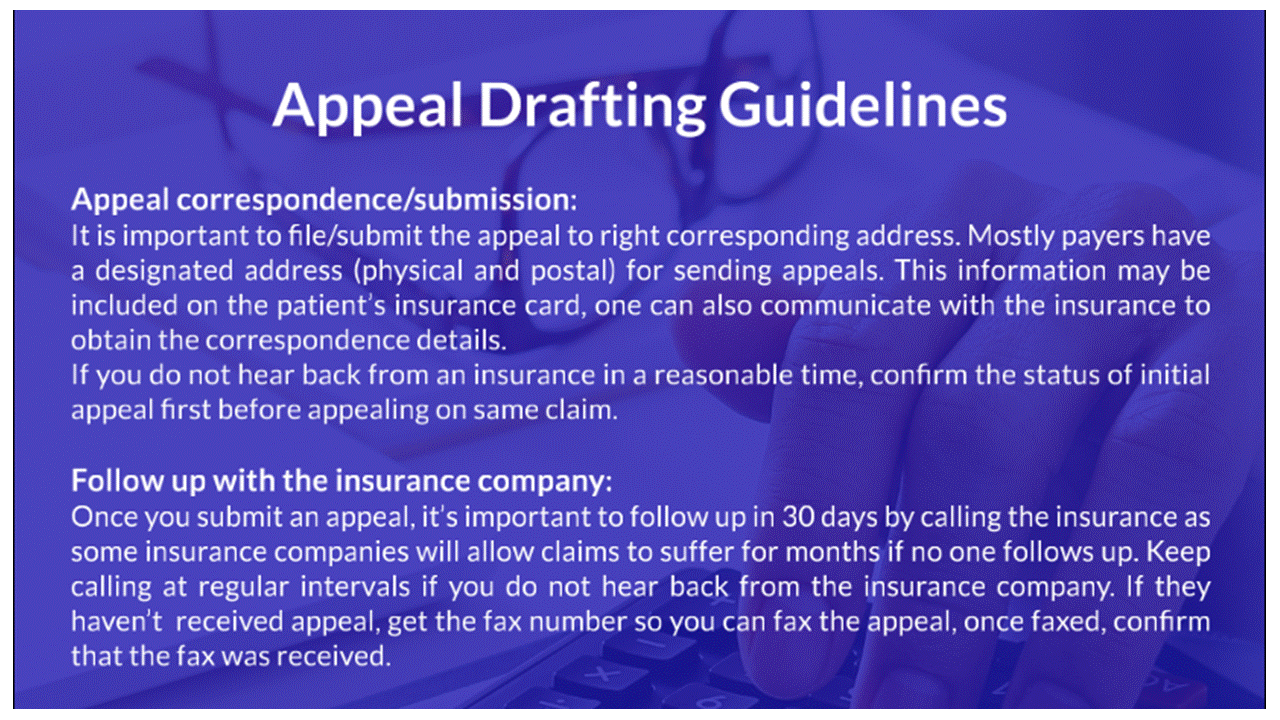 Appeal Drafting Guidelines
Appeal correspondence/submission:
It is important to file/submit the appeal to right corresponding address. Mostly payers have
a designated address (physical and postal) for sending appeals. This information may be
included on the patient's insurance card, one can also communicate with the insurance to
obtain the correspondence details.
If you do not hear back from an insurance in a reasonable time, confirm the status of initial
appeal first before appealing on same claim.
Follow up with the insurance company:
Once you submit an appeal, it's important to follow up in 30 days by calling the insurance as
some insurance companies will allow claims to suffer for months if no one follows up. Keep
calling at regular intervals if you do not hear back from the insurance company. If they
haven't received appeal, get the fax number so you can fax the appeal, once faxed, confirm
that the fax was received.